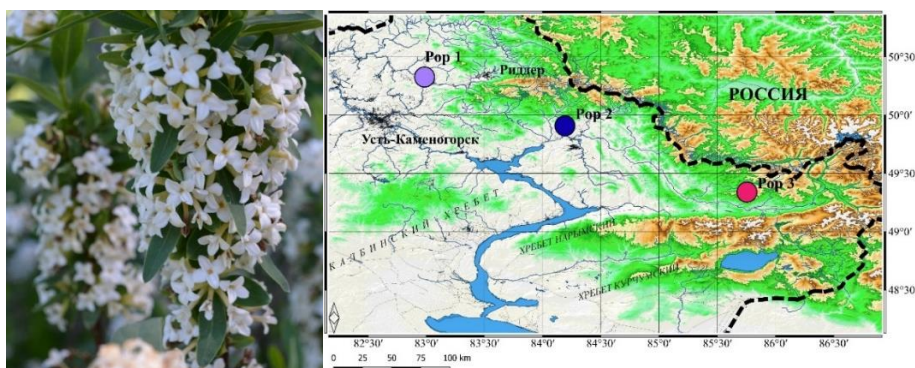 Pop 1
Риддер
РОССИЯ
Pop 2
Усть-Каменогорск
Pop 3
КАЛБИНСКИЙ ХРЕБЕТ
ХРЕБЕТ НАРЫМСКИЙ
ХРЕБЕТ КУРЧУМСКИЙ
50°30'
50°0'
49°30'
49°0'
48°30'
82°30' 83°0' 83°30' 84°0' 84°30' 85°0' 85°30' 86°0' 86°30'
0 25 50 75 100 km